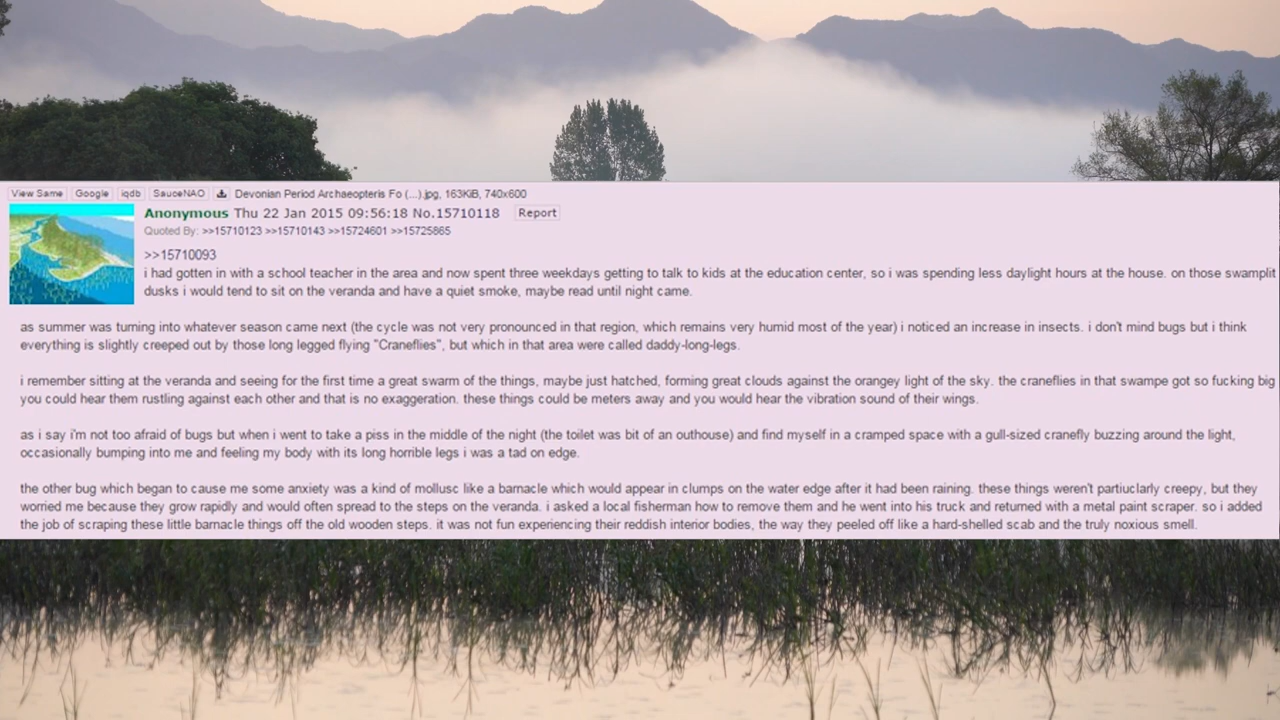 View Same Google iqdb SauceNAO Devonian Period Archaeopteris Fo (...).jpg, 163KiB, 740x600
Anonymous Thu 22 Jan 2015 09:56:18 No.15710118 Report
Quoted By: >>15710123 >>15710143 >>15724601 >>15725865
>>15710093
i had gotten in with a school teacher in the area and now spent three weekdays getting to talk to kids at the education center, so i was spending less daylight hours at the house. on those swamplit
dusks i would tend to sit on the veranda and have a quiet smoke, maybe read until night came.
as summer was turning into whatever season came next (the cycle was not very pronounced in that region, which remains very humid most of the year) i noticed an increase in insects. i don't mind bugs but i think
everything is slightly creeped out by those long legged flying "Craneflies", but which in that area were called daddy-long-legs.
i remember sitting at the veranda and seeing for the first time a great swarm of the things, maybe just hatched, forming great clouds against the orangey light of the sky. the craneflies in that swampe got so fucking big
you could hear them rustling against each other and that is no exaggeration. these things could be meters away and you would hear the vibration sound of their wings.
as i say i'm not too afraid of bugs but when i went to take a piss in the middle of the night (the toilet was bit of an outhouse) and find myself in a cramped space with a gull-sized cranefly buzzing around the light,
occasionally bumping into me and feeling my body with its long horrible legs i was a tad on edge.
the other bug which began to cause me some anxiety was a kind of mollusc like a barnacle which would appear in clumps on the water edge after it had been raining. these things weren't partiuclarly creepy, but they
worried me because they grow rapidly and would often spread to the steps on the veranda. i asked a local fisherman how to remove them and he went into his truck and returned with a metal paint scraper. so i added
the job of scraping these little barnacle things off the old wooden steps. it was not fun experiencing their reddish interior bodies, the way they peeled off like a hard-shelled scab and the truly noxious smell.